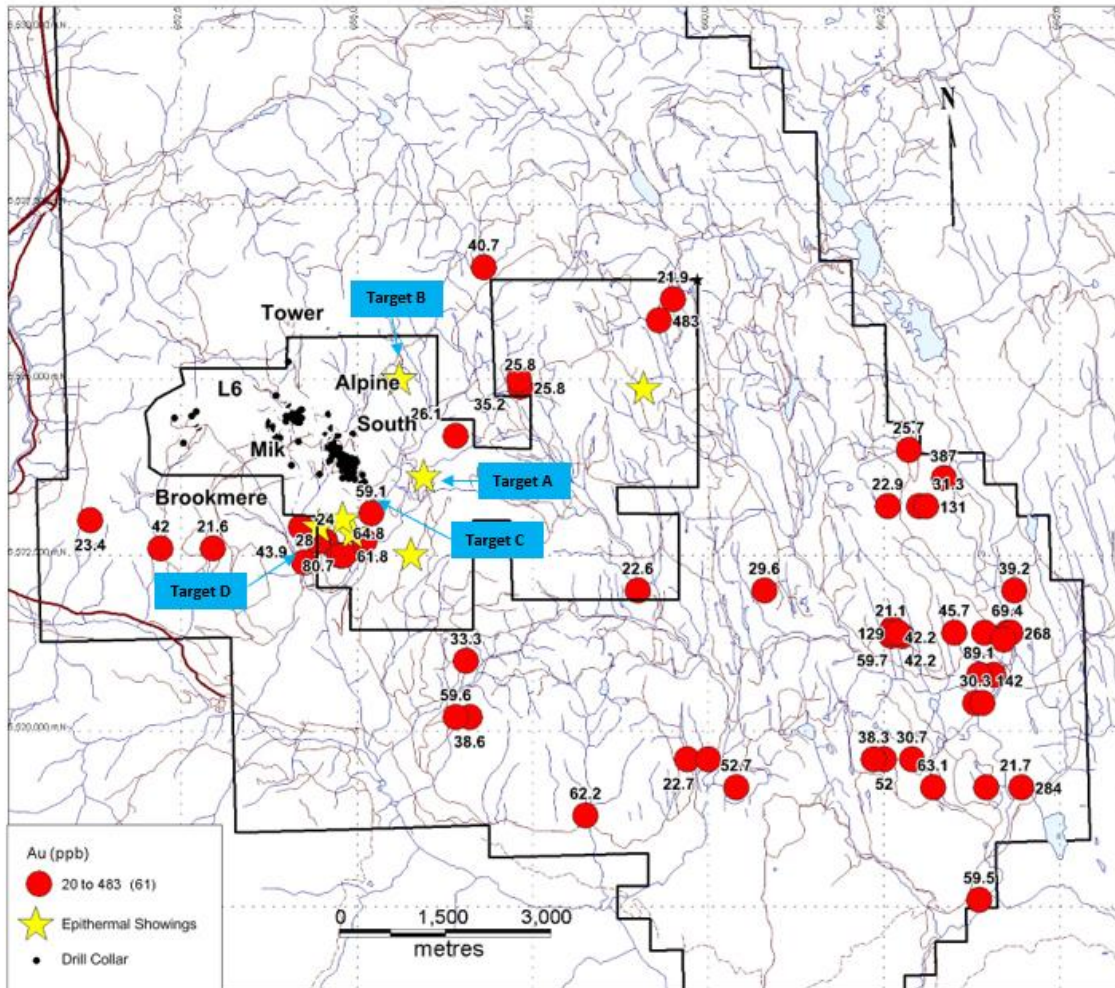 N
40.7
21.9
483
Target B
Tower
25.8
25.8
35.2
Alpine
L6
26.1
South
Mik
25.7
387
31.3
22.9
131
Target A
Brookmere
59.1
24
28
64.8
Target C
42
21.6
23.4
43.9
80.7
61.8
Target D
22.6
29.6
39.2
21.1
45.7
69.4
129
42.2
268
59.7
42.2
89.1
33.3
30.3
142
59.6
38.6
38.3
30.7
52.7
63.1
21.7
22.7
52
284
62.2
59.5
Au (ppb)
20 to 483 (61)
Epithermal Showings
Drill Collar
0 1,500 3,000
metres